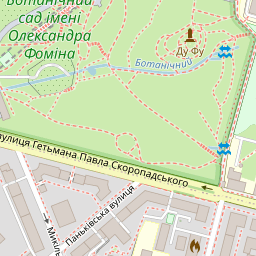 Ботанічний
сад імені
Олександра
Фоміна
Ду Фу
Ботанічний
вулиця Гетьмана Павла Скоропадського
Паньківська вулиця